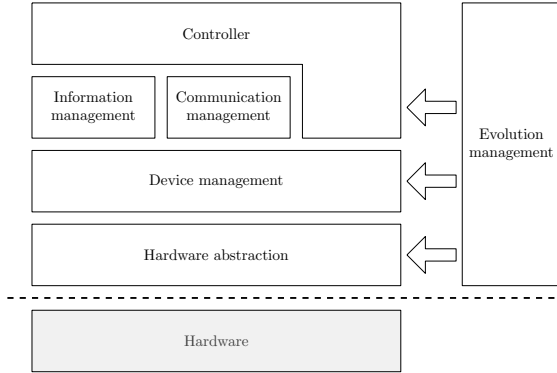 Controller
Information
management
Communication
management
Evolution
management
Device management
Hardware abstraction
Hardware